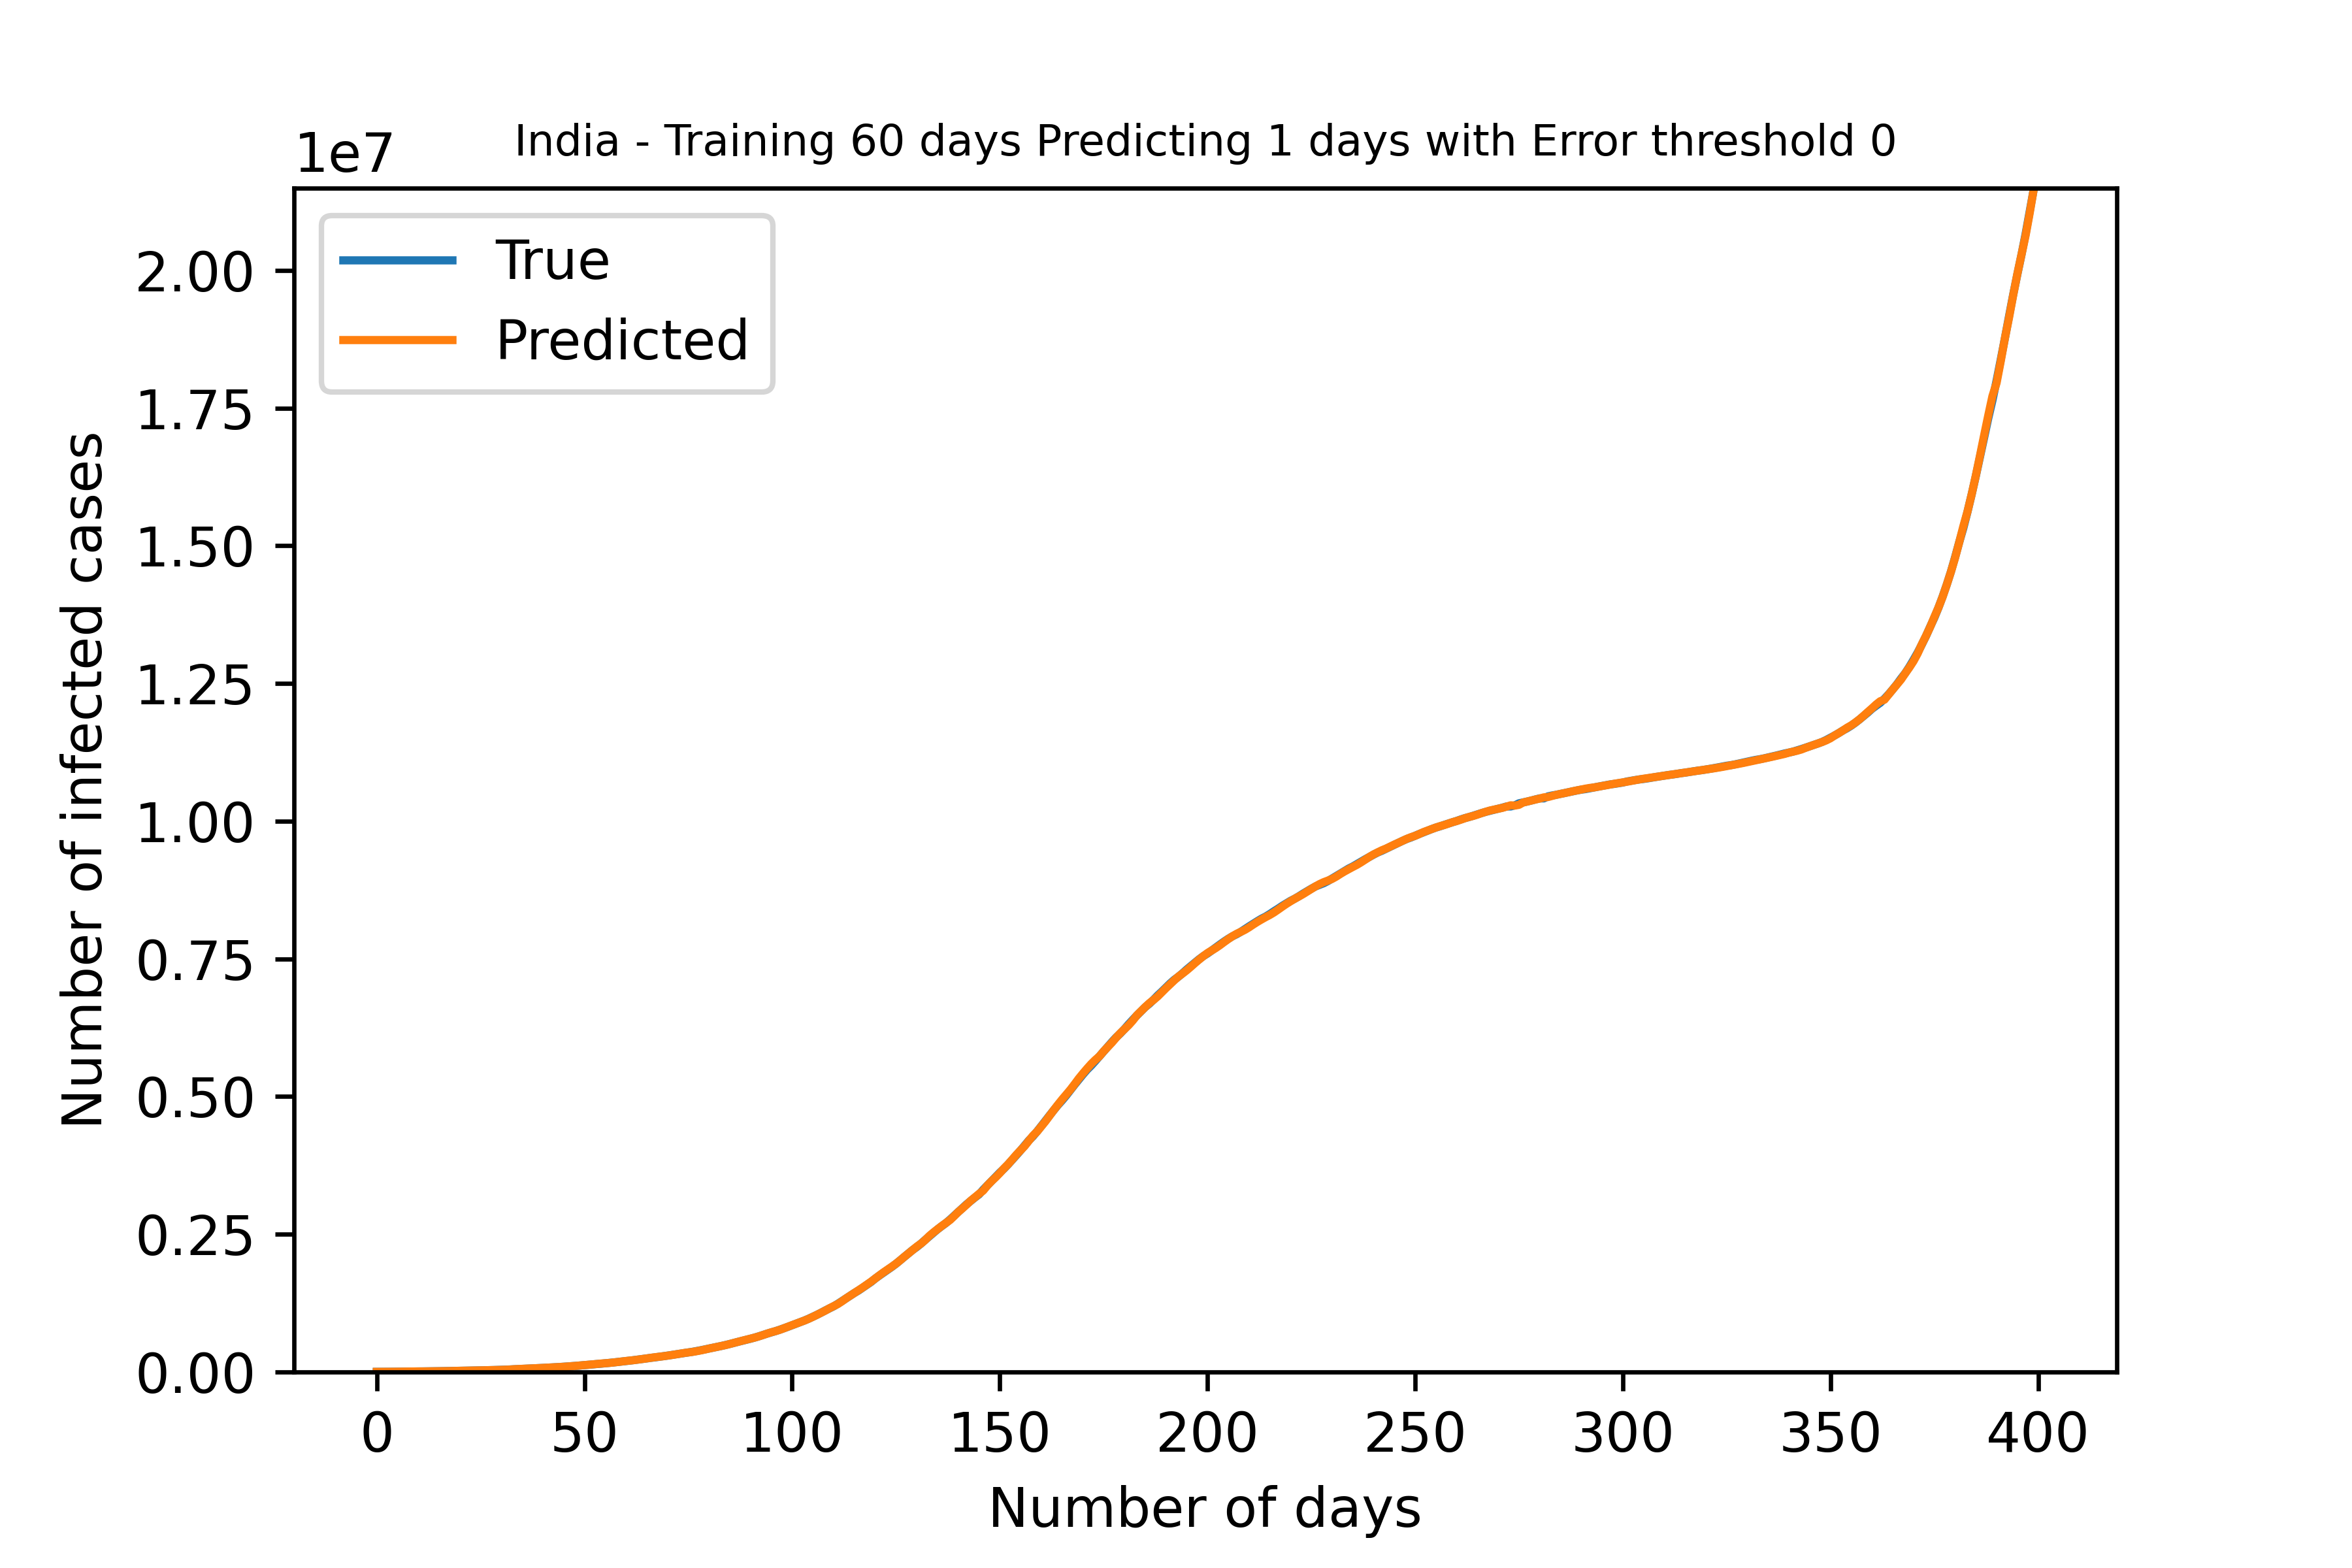 India - Training 60 days Predicting 1 days with Error threshold 0
1e7
True
Predicted
2.00
1.75
1.50
1.25
1.00
0.75
0.50
0.25
0.00
Number of infected cases
0 50 100 150 200 250 300 350 400
Number of days